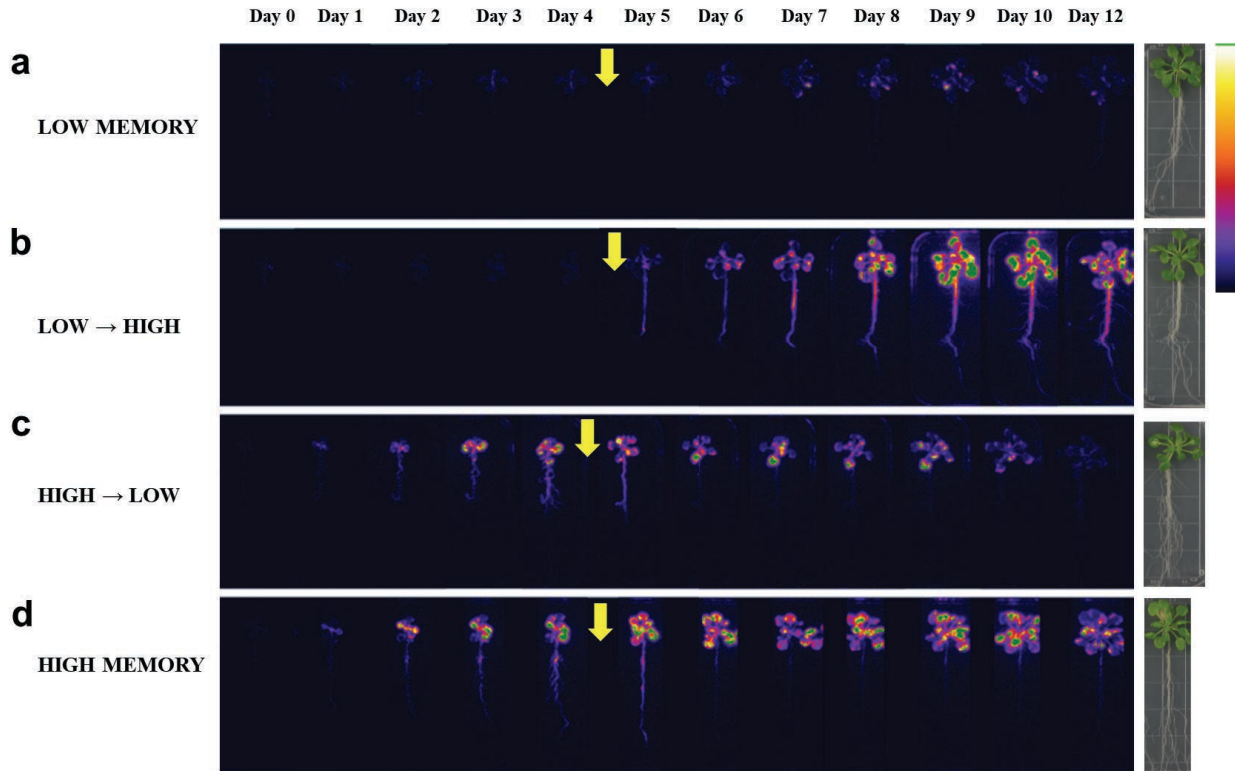 Day 0 Day 1 Day 2 Day 3 Day 4 Day 5 Day 6 Day 7 Day 8 Day 9 Day 10 Day 12
a
LOW MEMORY
b
LOW → HIGH
c
HIGH → LOW
d
HIGH MEMORY